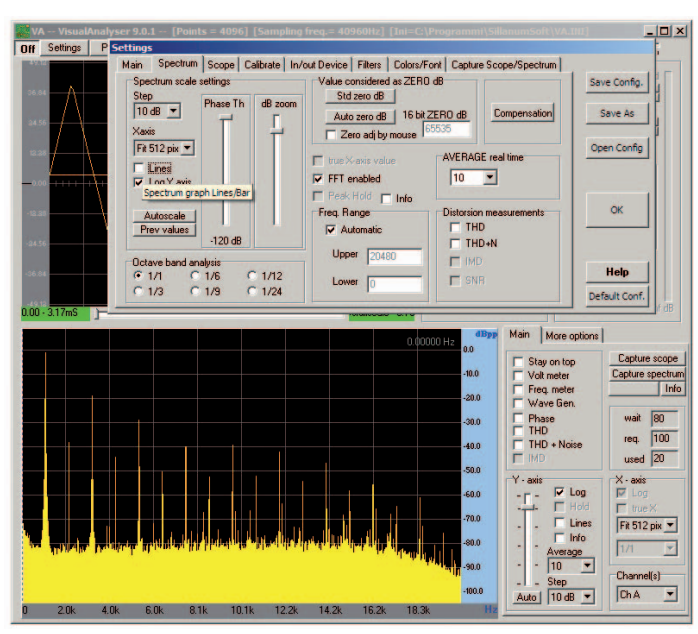 VA -- VisualAnalyser 9.0.1 -- [Points = 4096] [Sampling freq.= 40960Hz] [Im=C:\Programmi\SillanumSoft\VA.INI]
Off Settings P
Settings
Main Spectrum Scope Calibrate In/out Device Filters Colors/Font Capture Scope/Spectrum
Spectrum scale settings
Step
10 dB
Phase Th
dB zoom
Xaxis
Fit 512 pix
Lines
Log Y axis
Spectrum graph Lines/Bar
Autoscale
Prev values
-120 dB
Octave band analysis
1/1 1/6 1/12
1/3 1/9 1/24
Value considered as ZERO dB
Std zero dB
Auto zero dB 16 bit ZERO dB
Zero adj by mouse 65535
Compensation
true X-axis value
FFT enabled
Peak Hold Info
AVERAGE real time
10
Freq. Range
Automatic
Upper 20480
Lower 0
Distorsion measurements
THD
THD+N
IMD
SNR
Save Config.
Save As
Open Config
OK
Help
Default Conf.
0.00
0.00 - 3.17mS
dBpp
0.00000 Hz
0.0
-10.0
-20.0
-30.0
-40.0
-50.0
-60.0
-70.0
-80.0
-90.0
-100.0
0 2.0k 4.0k 6.0k 8.1k 10.1k 12.2k 14.2k 16.2k 18.3k Hz
Main More options
Stay on top
Volt meter
Freq. meter
Wave Gen.
Phase
THD
THD + Noise
IMD
Capture scope
Capture spectrum
Info
wait 80
req. 100
used 20
Y - axis
Log
Hold
Lines
Info
Average
10
Step
Auto 10 dB
X - axis
Log
true X
Fit 512 pix
1/1
Channel(s)
Ch A